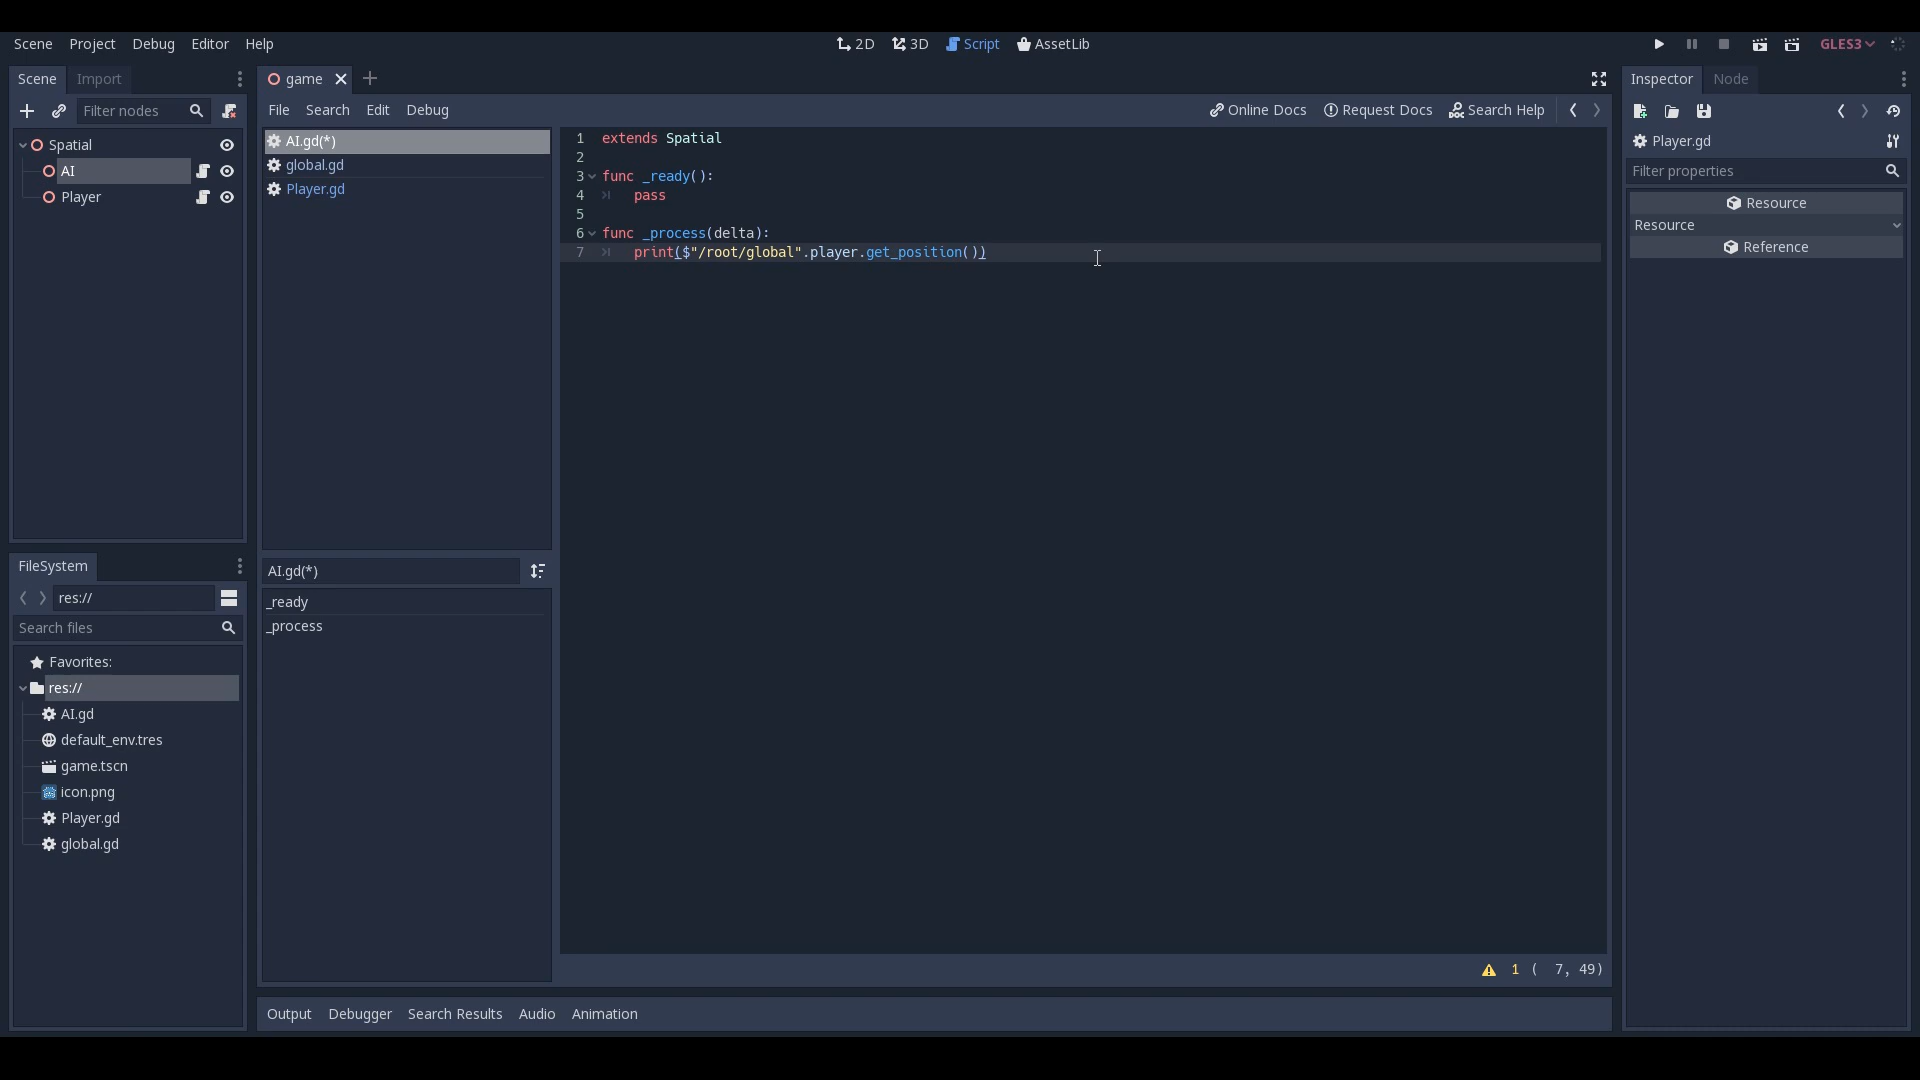 Scene Project Debug Editor Help
2D 3D Script AssetLib
GLES3
Scene Import
Filter nodes
Spatial
AI
Player
FileSystem
res://
Search files
Favorites:
res://
AI.gd
default_env.tres
game.tscn
icon.png
Player.gd
global.gd
game
File Search Edit Debug
Online Docs Request Docs Search Help
AI.gd(*)
global.gd
Player.gd
AI.gd(*)
_ready
_process
1 extends Spatial
2
3 func _ready():
4 pass
5
6 func _process(delta):
7 print($"/root/global".player.get_position())
1 ( 7, 49)
Output Debugger Search Results Audio Animation
Inspector Node
Player.gd
Filter properties
Resource
Resource
Reference